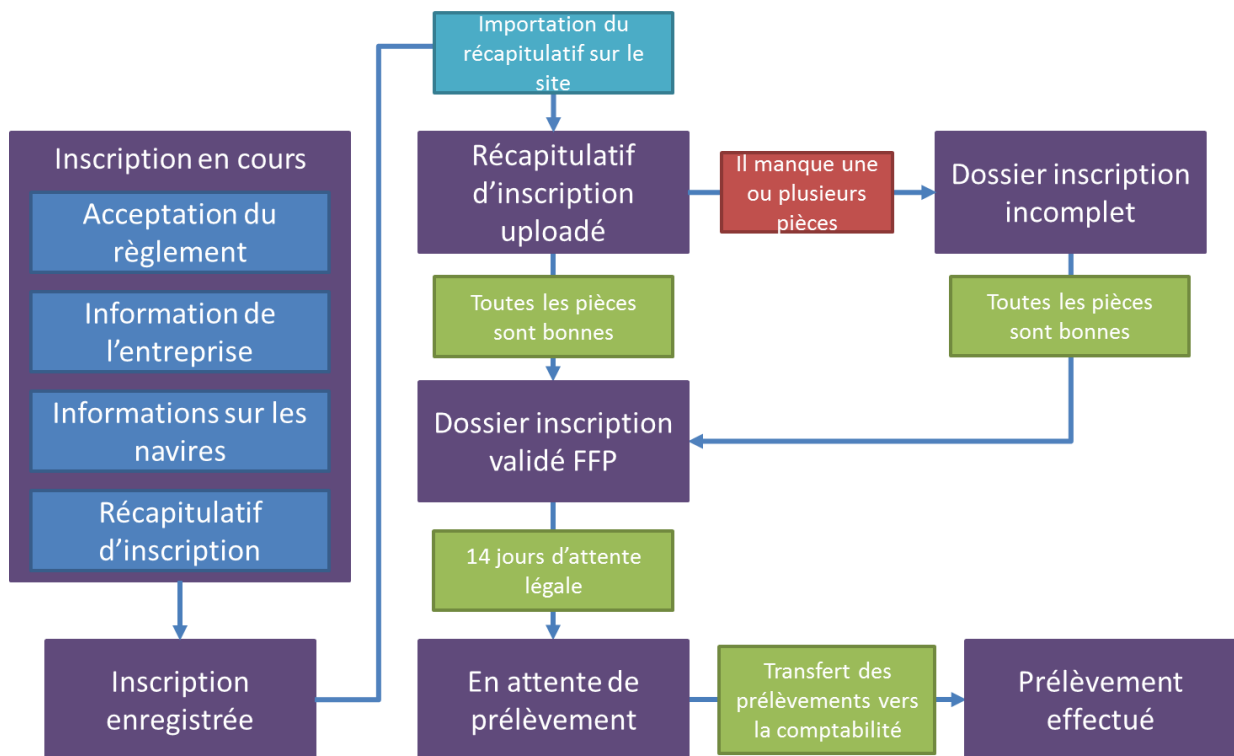 Importation du
récapitulatif sur le
site
Inscription en cours
Acceptation du
règlement
Information de
l’entreprise
Informations sur les
navires
Récapitulatif
d’inscription
Inscription
enregistrée
Récapitulatif
d’inscription
uploadé
Il manque une
ou plusieurs
pièces
Dossier inscription
incomplet
Toutes les pièces
sont bonnes
Toutes les pièces
sont bonnes
Dossier inscription
validé FFP
14 jours d’attente
légale
En attente de
prélèvement
Transfert des
prélèvements vers
la comptabilité
Prélèvement
effectué